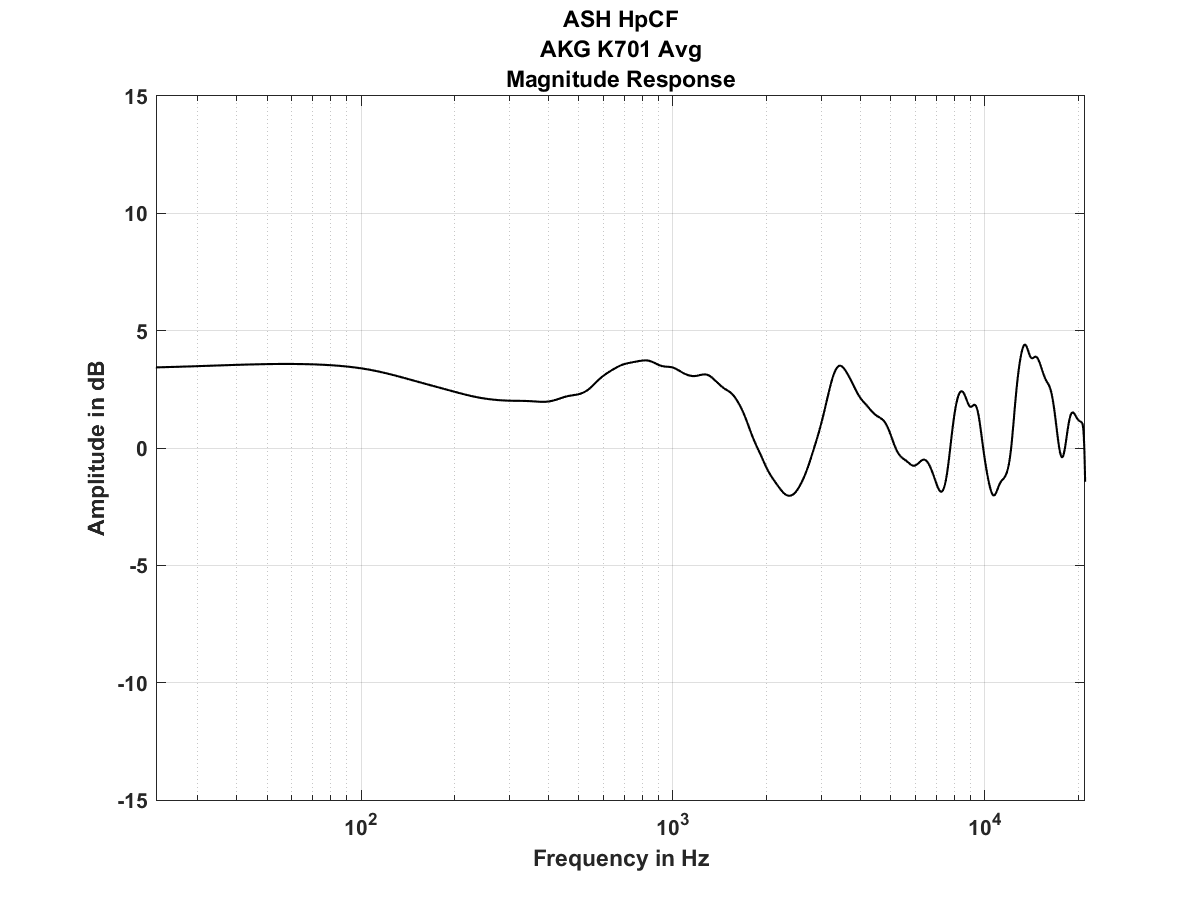 ASH HpCF
AKG K701 Avg
Magnitude Response
15
10
5
0
-5
-10
-15
Amplitude in dB
10² 10³ 10⁴
Frequency in Hz